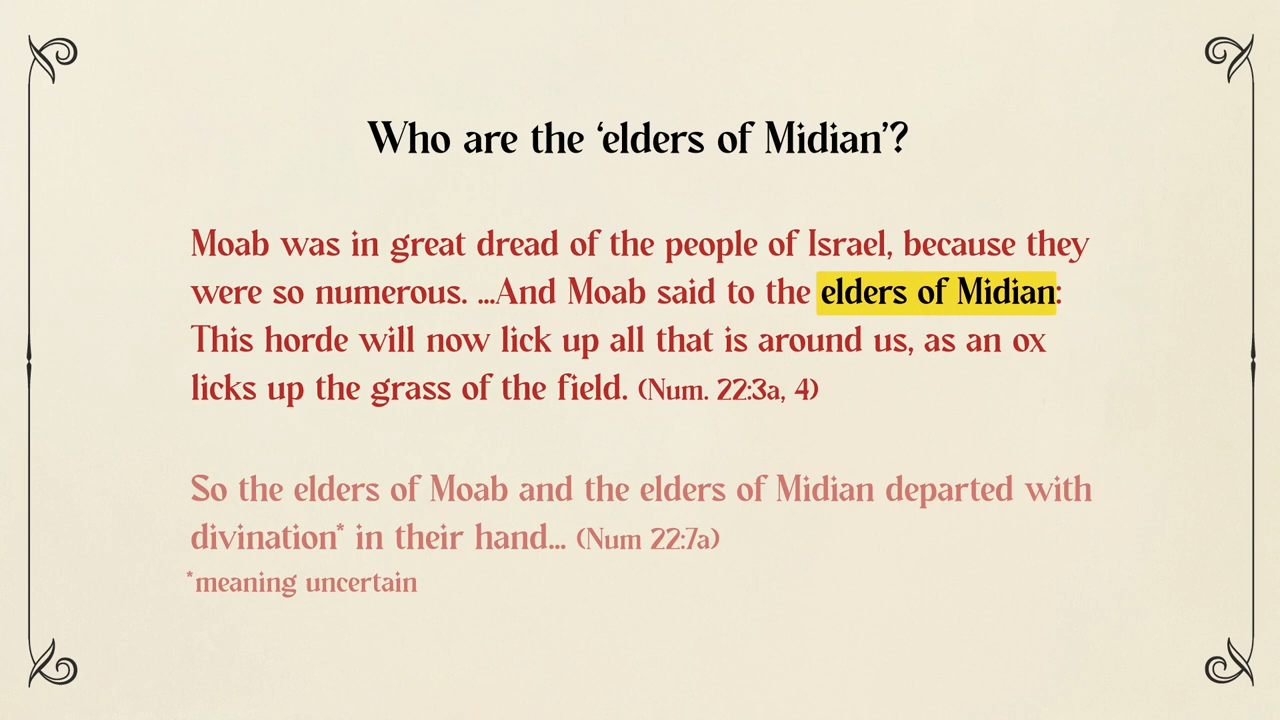 Who are the ‘elders of Midian’?
Moab was in great dread of the people of Israel, because they
were so numerous. ...And Moab said to the elders of Midian:
This horde will now lick up all that is around us, as an ox
licks up the grass of the field. (Num. 22:3a, 4)
So the elders of Moab and the elders of Midian departed with
divination* in their hand... (Num 22:7a)
*meaning uncertain